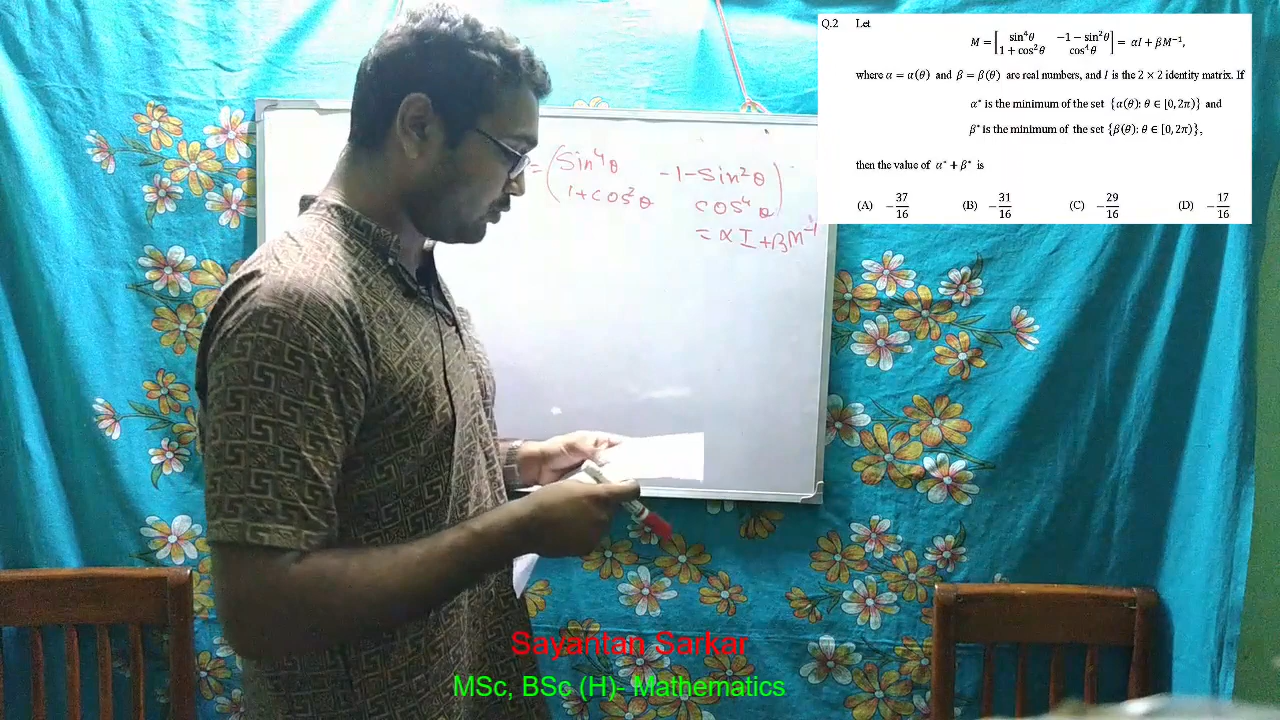 Q.2 Let
M = [ sin⁴θ −1 − sin²θ
1 + cos²θ cos⁴θ ] = αI + βM⁻¹,
where α = α(θ) and β = β(θ) are real numbers, and I is the 2 × 2 identity matrix. If
α* is the minimum of the set {α(θ): θ ∈ [0, 2π)} and
β* is the minimum of the set {β(θ): θ ∈ [0, 2π)},
then the value of α* + β* is
(A) −37/16 (B) −31/16 (C) −29/16 (D) −17/16
= ( Sin⁴θ -1-Sin²θ
1+cos²θ cos⁴θ )
= αI + βM⁻¹
Sayantan Sarkar
MSc, BSc (H)- Mathematics